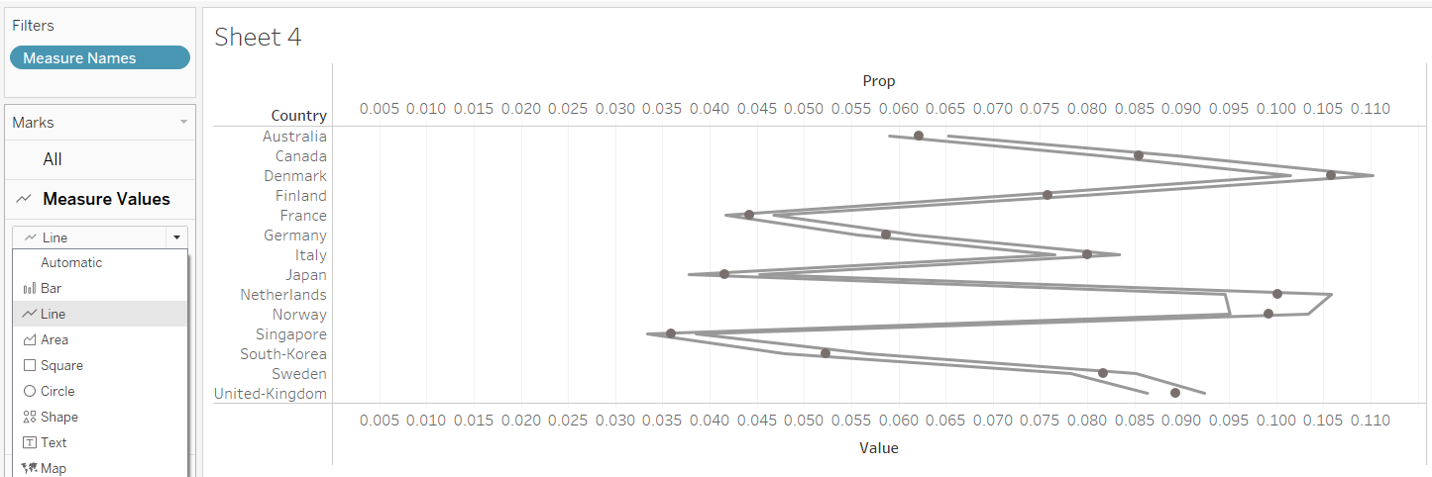 Filters
Measure Names
Marks
All
Measure Values
Line
Automatic
Bar
Line
Area
Square
Circle
Shape
Text
Map
Sheet 4
Prop
0.005 0.010 0.015 0.020 0.025 0.030 0.035 0.040 0.045 0.050 0.055 0.060 0.065 0.070 0.075 0.080 0.085 0.090 0.095 0.100 0.105 0.110
Country
Australia
Canada
Denmark
Finland
France
Germany
Italy
Japan
Netherlands
Norway
Singapore
South-Korea
Sweden
United-Kingdom
0.005 0.010 0.015 0.020 0.025 0.030 0.035 0.040 0.045 0.050 0.055 0.060 0.065 0.070 0.075 0.080 0.085 0.090 0.095 0.100 0.105 0.110
Value